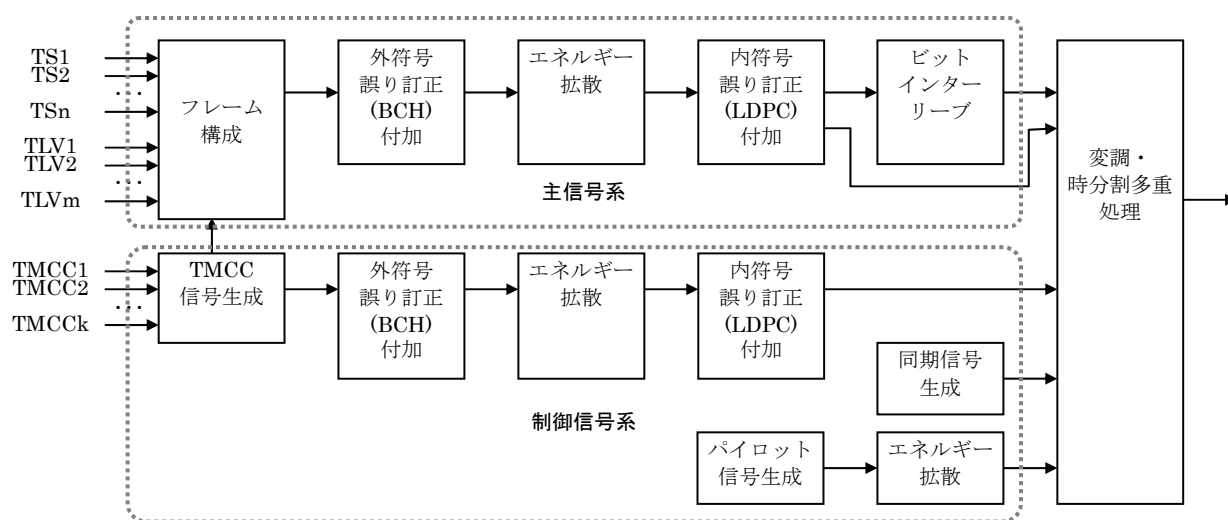 TS1
TS2
…
TSn
TLV1
TLV2
…
TLVm
フレーム
構成
外符号
誤り訂正
(BCH)
付加
エネルギー
拡散
内符号
誤り訂正
(LDPC)
付加
ビット
インター
リーブ
主信号系
変調・
時分割多重
処理
TMCC1
TMCC2
…
TMCCk
TMCC
信号生成
外符号
誤り訂正
(BCH)
付加
エネルギー
拡散
内符号
誤り訂正
(LDPC)
付加
同期信号
生成
制御信号系
パイロット
信号生成
エネルギー
拡散